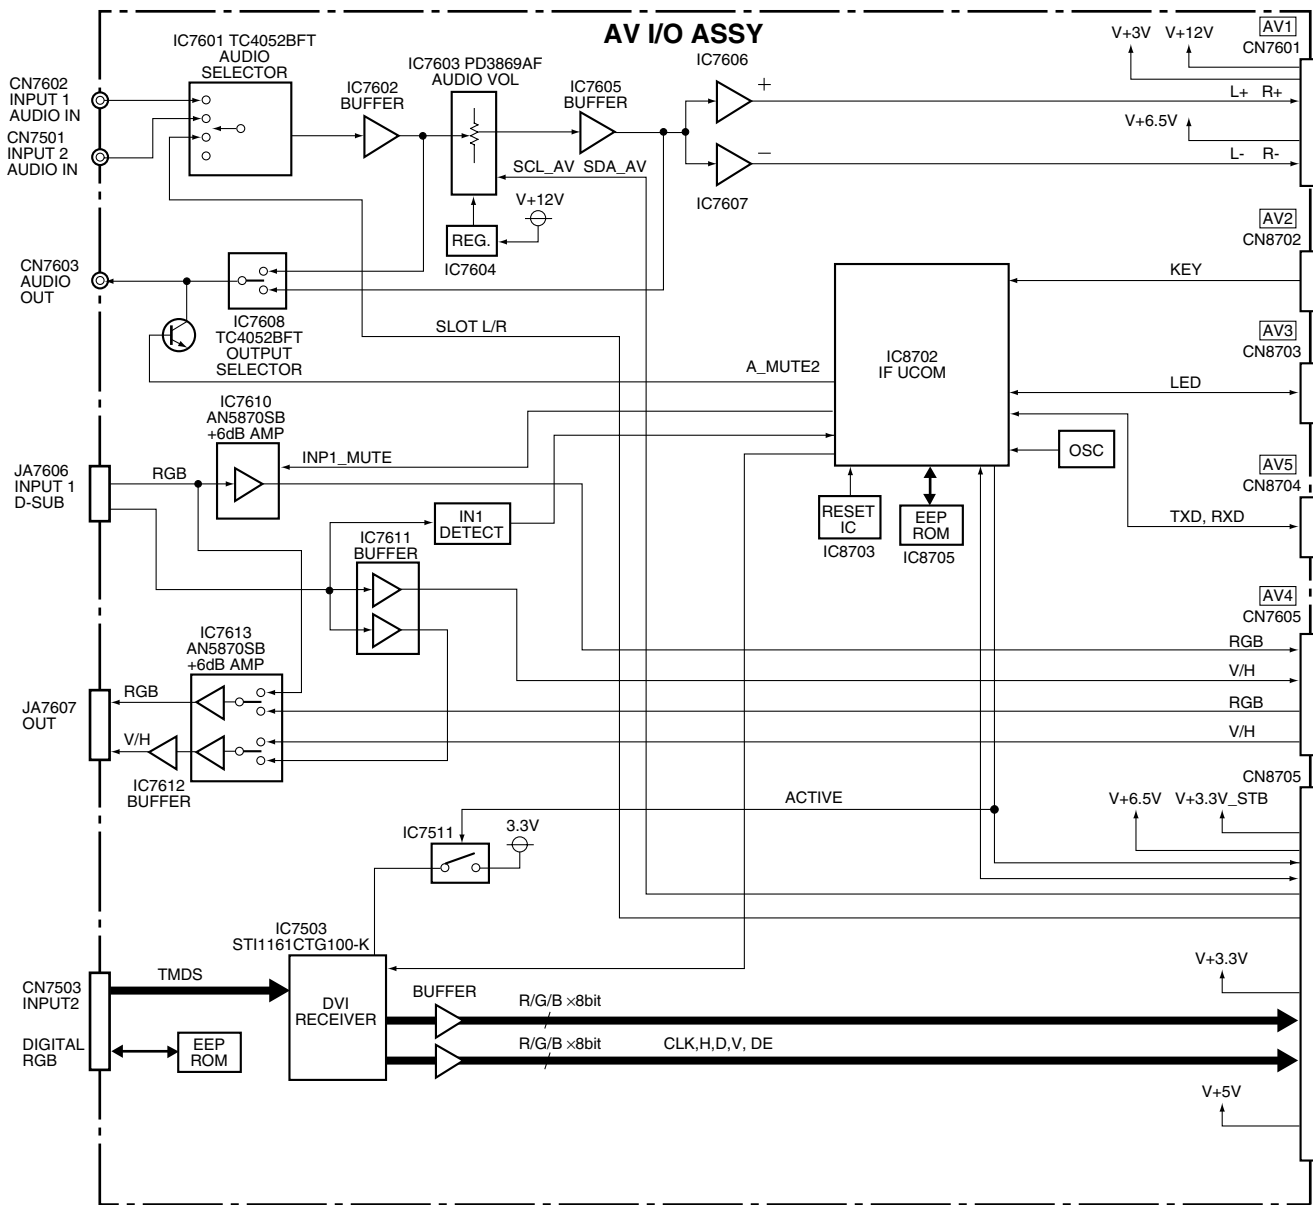 AV I/O ASSY
IC7601 TC4052BFT
AUDIO
SELECTOR
CN7602
INPUT 1
AUDIO IN
CN7501
INPUT 2
AUDIO IN
IC7602
BUFFER
IC7603 PD3869AF
AUDIO VOL
IC7605
BUFFER
IC7606
+
−
IC7607
V+3V
V+12V
AV1
CN7601
L+ R+
V+6.5V
L- R-
SCL_AV SDA_AV
V+12V
REG.
IC7604
AV2
CN8702
KEY
CN7603
AUDIO
OUT
IC7608
TC4052BFT
OUTPUT
SELECTOR
SLOT L/R
A_MUTE2
IC8702
IF UCOM
AV3
CN8703
LED
IC7610
AN5870SB
+6dB AMP
INP1_MUTE
JA7606
INPUT 1
D-SUB
RGB
OSC
AV5
CN8704
TXD, RXD
IN1
DETECT
RESET
IC
IC8703
EEP
ROM
IC8705
IC7611
BUFFER
AV4
CN7605
IC7613
AN5870SB
+6dB AMP
RGB
V/H
RGB
V/H
JA7607
OUT
RGB
V/H
IC7612
BUFFER
CN8705
ACTIVE
V+6.5V
V+3.3V_STB
IC7511
3.3V
IC7503
STI1161CTG100-K
V+3.3V
CN7503
INPUT2
TMDS
DVI
RECEIVER
BUFFER
R/G/B ×8bit
R/G/B ×8bit
CLK,H,D,V, DE
DIGITAL
RGB
EEP
ROM
V+5V